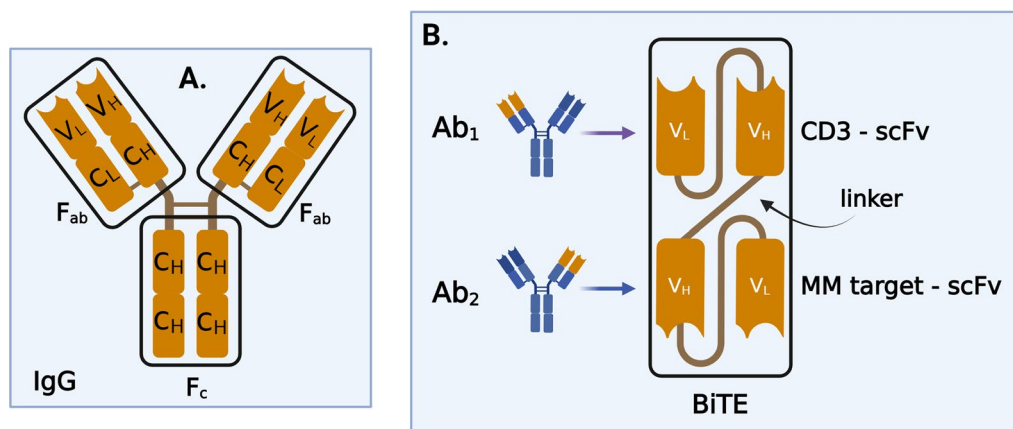 A.
VL
VH
VH
VL
CL
CH
CH
CL
Fab
Fab
CH
CH
CH
CH
IgG
Fc
B.
Ab1
VL
VH
CD3 - scFv
linker
Ab2
VH
VL
MM target - scFv
BiTE